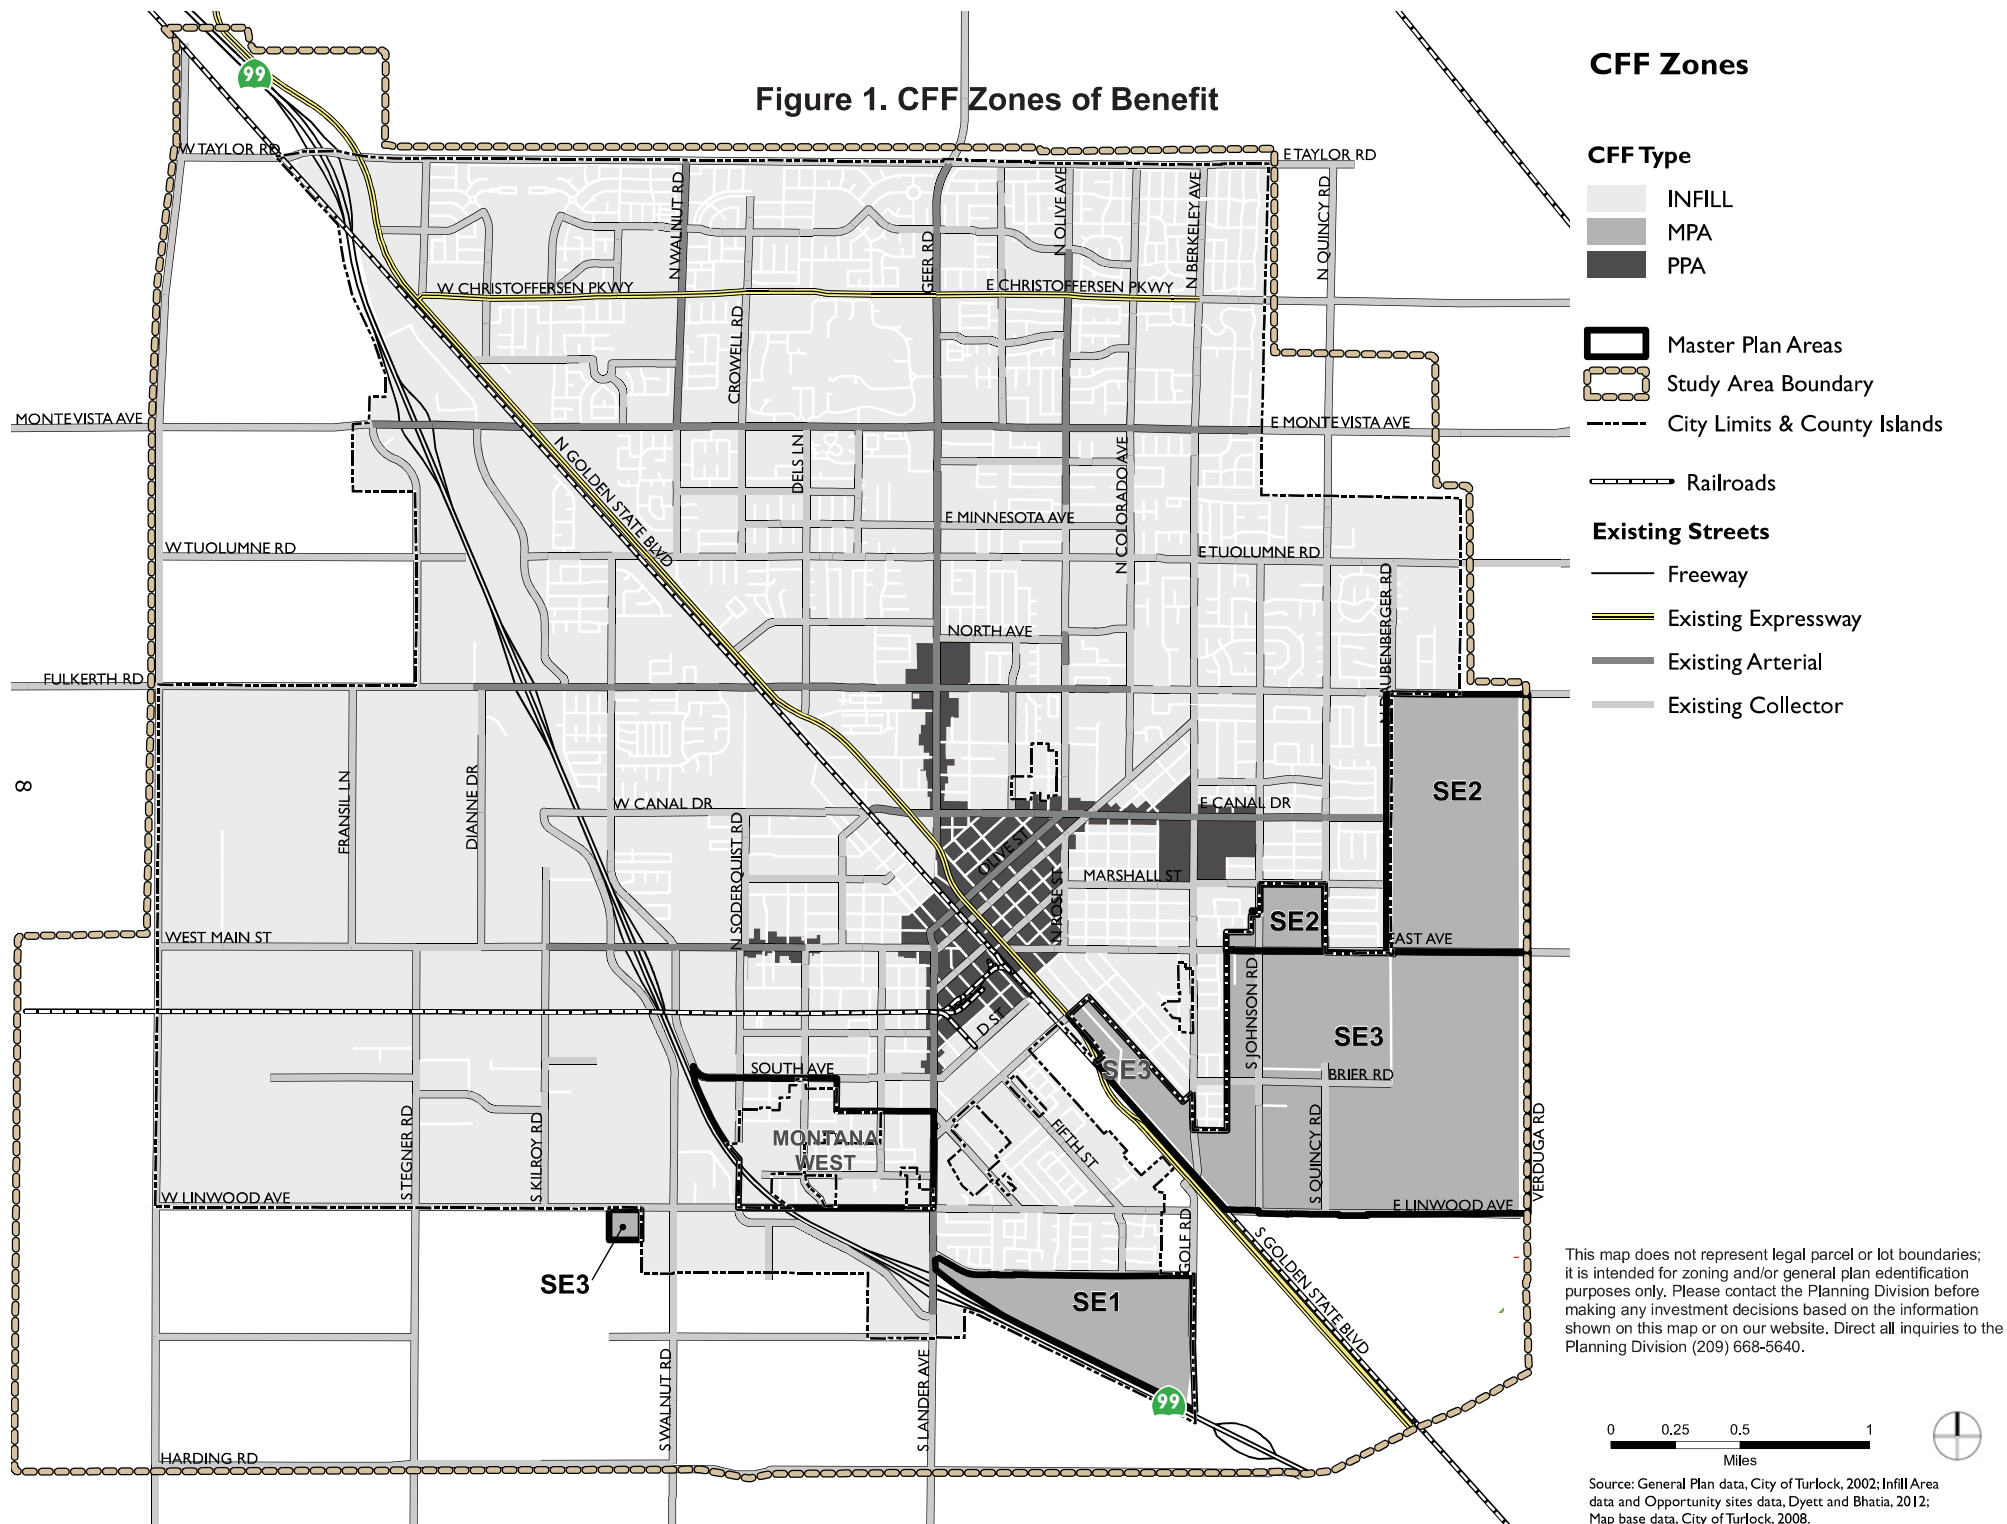 Figure 1. CFF Zones of Benefit
99
W TAYLOR RD
E TAYLOR RD
N WALNUT RD
GEER RD
N OLIVE AVE
N BERKELEY AVE
N QUINCY RD
W CHRISTOFFERSEN PKWY
E CHRISTOFFERSEN PKWY
CROWELL RD
MONTE VISTA AVE
E MONTE VISTA AVE
N GOLDEN STATE BLVD
DELS LN
N COLORADO AVE
E MINNESOTA AVE
W TUOLUMNE RD
E TUOLUMNE RD
N DAUBENBERGER RD
NORTH AVE
FULKERTH RD
FRANSIL LN
DIANNE DR
W CANAL DR
E CANAL DR
SE2
N SODERQUIST RD
OLIVE ST
MARSHALL ST
N ROSE ST
SE2
WEST MAIN ST
EAST AVE
S JOHNSON RD
D ST
SE3
SE3
SOUTH AVE
BRIER RD
S STEGNER RD
S KILROY RD
MONTANA
WEST
FIFTH ST
S QUINCY RD
VERDUGA RD
W LINWOOD AVE
E LINWOOD AVE
GOLF RD
S GOLDEN STATE BLVD
SE3
SE1
S WALNUT RD
S LANDER AVE
99
HARDING RD
8
CFF Zones
CFF Type
INFILL
MPA
PPA
Master Plan Areas
Study Area Boundary
City Limits & County Islands
Railroads
Existing Streets
Freeway
Existing Expressway
Existing Arterial
Existing Collector
This map does not represent legal parcel or lot boundaries;
it is intended for zoning and/or general plan edentification
purposes only. Please contact the Planning Division before
making any investment decisions based on the information
shown on this map or on our website. Direct all inquiries to the
Planning Division (209) 668-5640.
0 0.25 0.5 1
Miles
Source: General Plan data, City of Turlock, 2002; Infill Area
data and Opportunity sites data, Dyett and Bhatia, 2012;
Map base data, City of Turlock, 2008.